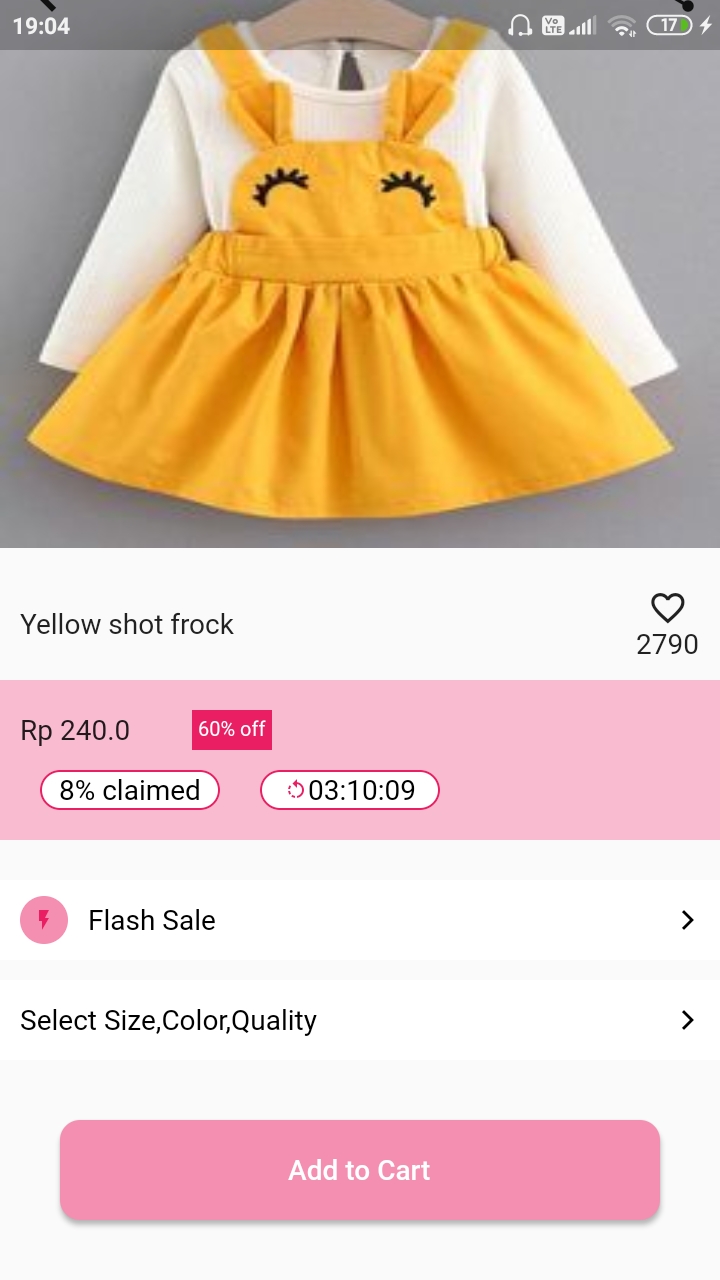 19:04 Vo LTE 17
Yellow shot frock
2790
Rp 240.0 60% off
8% claimed 03:10:09
Flash Sale
Select Size,Color,Quality
Add to Cart